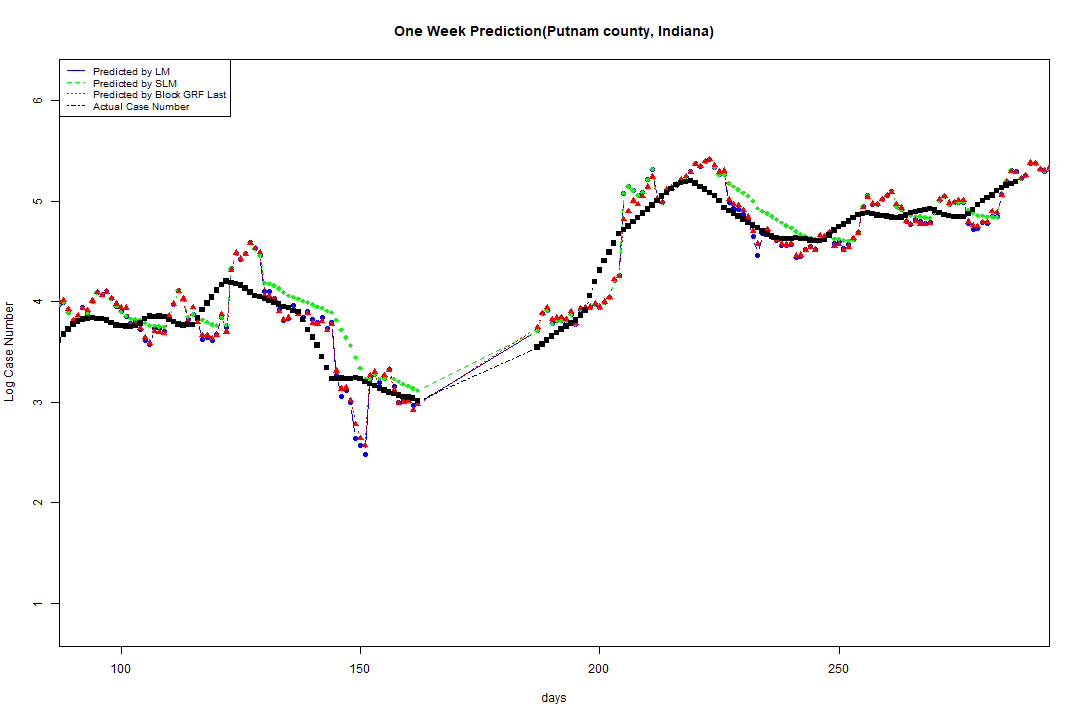 One Week Prediction(Putnam county, Indiana)
Predicted by LM
Predicted by SLM
Predicted by Block GRF Last
Actual Case Number
6
5
4
3
2
1
Log Case Number
100
150
200
250
days